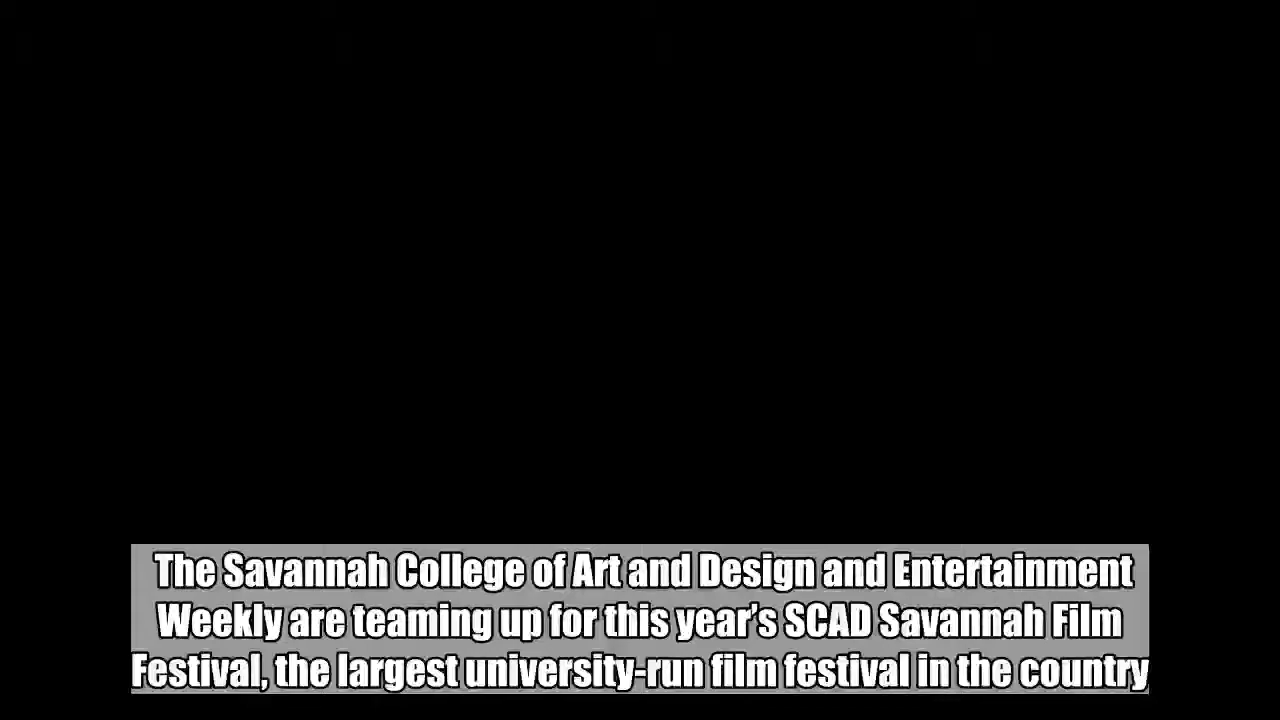 The Savannah College of Art and Design and Entertainment
Weekly are teaming up for this year’s SCAD Savannah Film
Festival, the largest university-run film festival in the country